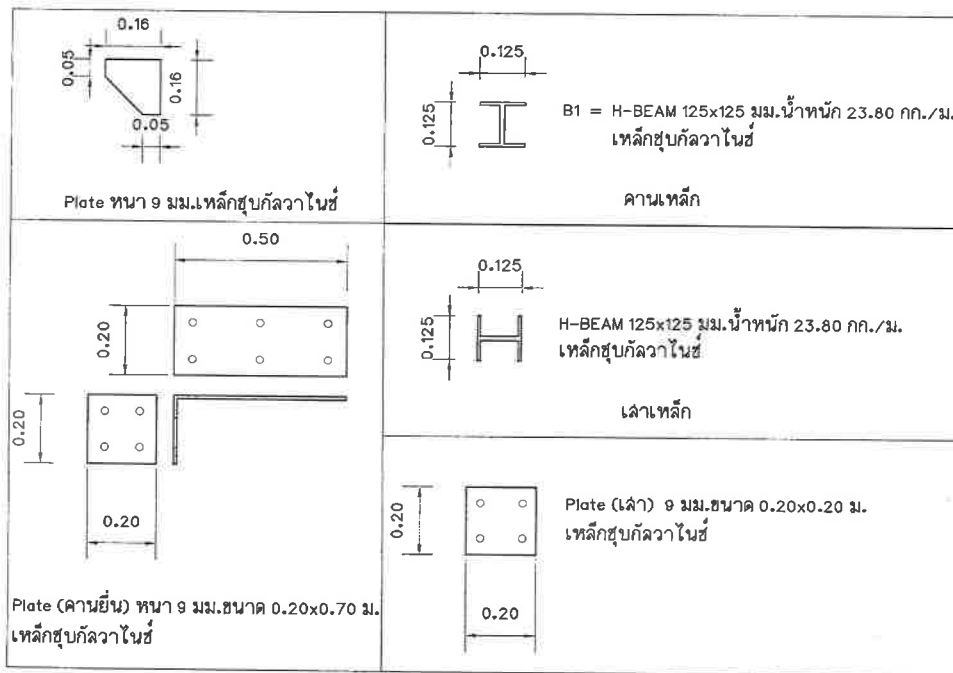 0.16
0.05
0.16
0.05
Plate หนา 9 มม.เหล็กชุบกัลวาไนซ์
0.125
0.125
B1 = H-BEAM 125x125 มม.น้ำหนัก 23.80 กก./ม.
เหล็กชุบกัลวาไนซ์
คานเหล็ก
0.50
0.20
0.20
0.20
Plate (คานยื่น) หนา 9 มม.ขนาด 0.20x0.70 ม.
เหล็กชุบกัลวาไนซ์
0.125
0.125
H-BEAM 125x125 มม.น้ำหนัก 23.80 กก./ม.
เหล็กชุบกัลวาไนซ์
เสาเหล็ก
0.20
Plate (เสา) 9 มม.ขนาด 0.20x0.20 ม.
เหล็กชุบกัลวาไนซ์
0.20